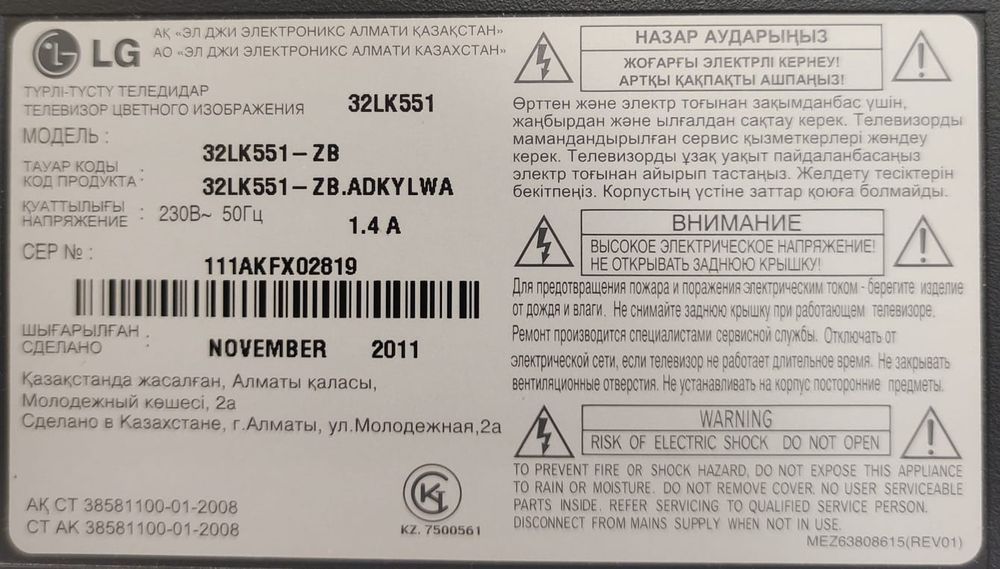 LG
АҚ «ЭЛ ДЖИ ЭЛЕКТРОНИКС АЛМАТИ ҚАЗАҚСТАН»
АО «ЭЛ ДЖИ ЭЛЕКТРОНИКС АЛМАТИ КАЗАХСТАН»
ТҮРЛІ-ТҮСТҮ ТЕЛЕДИДАР
ТЕЛЕВИЗОР ЦВЕТНОГО ИЗОБРАЖЕНИЯ 32LK551
МОДЕЛЬ :
32LK551-ZB
ТАУАР КОДЫ
КОД ПРОДУКТА :
32LK551-ZB.ADKYLWA
ҚУАТТЫЛЫҒЫ
НАПРЯЖЕНИЕ : 230В~ 50Гц
1.4 A
СЕР № :
111AKFX02819
ШЫҒАРЫЛҒАН
СДЕЛАНО :
NOVEMBER 2011
Қазақстанда жасалған, Алматы қаласы,
Молодежный көшесі, 2а
Сделано в Казахстане, г.Алматы, ул.Молодежная,2а
АҚ СТ 38581100-01-2008
СТ АК 38581100-01-2008
KZ. 7500561
НАЗАР АУДАРЫҢЫЗ
ЖОҒАРҒЫ ЭЛЕКТРЛІ КЕРНЕУ!
АРТҚЫ ҚАҚПАҚТЫ АШПАҢЫЗ!
Өрттен және электр тоғынан зақымданбас үшін,
жаңбырдан және ылғалдан сақтау керек. Телевизорды
мамандандырылған сервис қызметкерлері жөндеу
керек. Телевизорды ұзақ уақыт пайдаланбасаңыз
электр тоғынан айырып тастаңыз. Желдету тесіктерін
бекітпеңіз. Корпустың үстіне заттар қоюға болмайды.
ВНИМАНИЕ
ВЫСОКОЕ ЭЛЕКТРИЧЕСКОЕ НАПРЯЖЕНИЕ!
НЕ ОТКРЫВАТЬ ЗАДНЮЮ КРЫШКУ!
Для предотвращения пожара и поражения электрическим током - берегите изделие
от дождя и влаги. Не снимайте заднюю крышку при работающем телевизоре.
Ремонт производится специалистами сервисной службы. Отключать от
электрической сети, если телевизор не работает длительное время. Не закрывать
вентиляционные отверстия. Не устанавливать на корпус посторонние предметы.
WARNING
RISK OF ELECTRIC SHOCK DO NOT OPEN
TO PREVENT FIRE OR SHOCK HAZARD, DO NOT EXPOSE THIS APPLIANCE
TO RAIN OR MOISTURE. DO NOT REMOVE COVER. NO USER SERVICEABLE
PARTS INSIDE. REFER SERVICING TO QUALIFIED SERVICE PERSON.
DISCONNECT FROM MAINS SUPPLY WHEN NOT IN USE.
MEZ63808615(REV01)